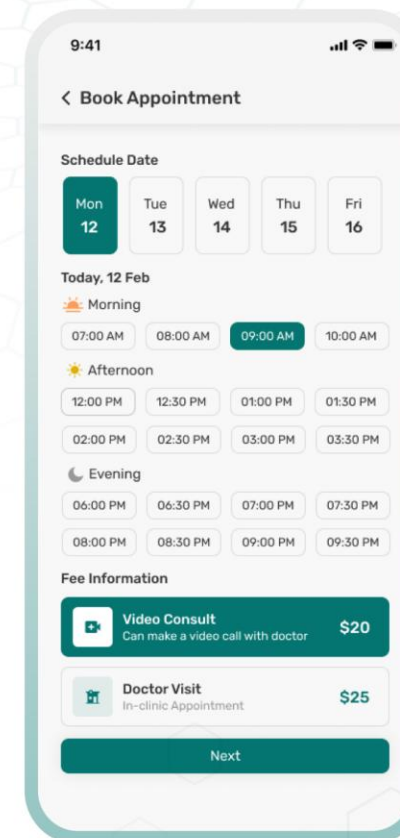 9:41
Book Appointment
Schedule Date
Mon Tue Wed Thu Fri
12 13 14 15 16
Today, 12 Feb
Morning
07:00 AM 08:00 AM 09:00 AM 10:00 AM
Afternoon
12:00 PM 12:30 PM 01:00 PM 01:30 PM
02:00 PM 02:30 PM 03:00 PM 03:30 PM
Evening
06:00 PM 06:30 PM 07:00 PM 07:30 PM
08:00 PM 08:30 PM 09:00 PM 09:30 PM
Fee Information
Video Consult
Can make a video call with doctor $20
Doctor Visit
In-clinic Appointment $25
Next